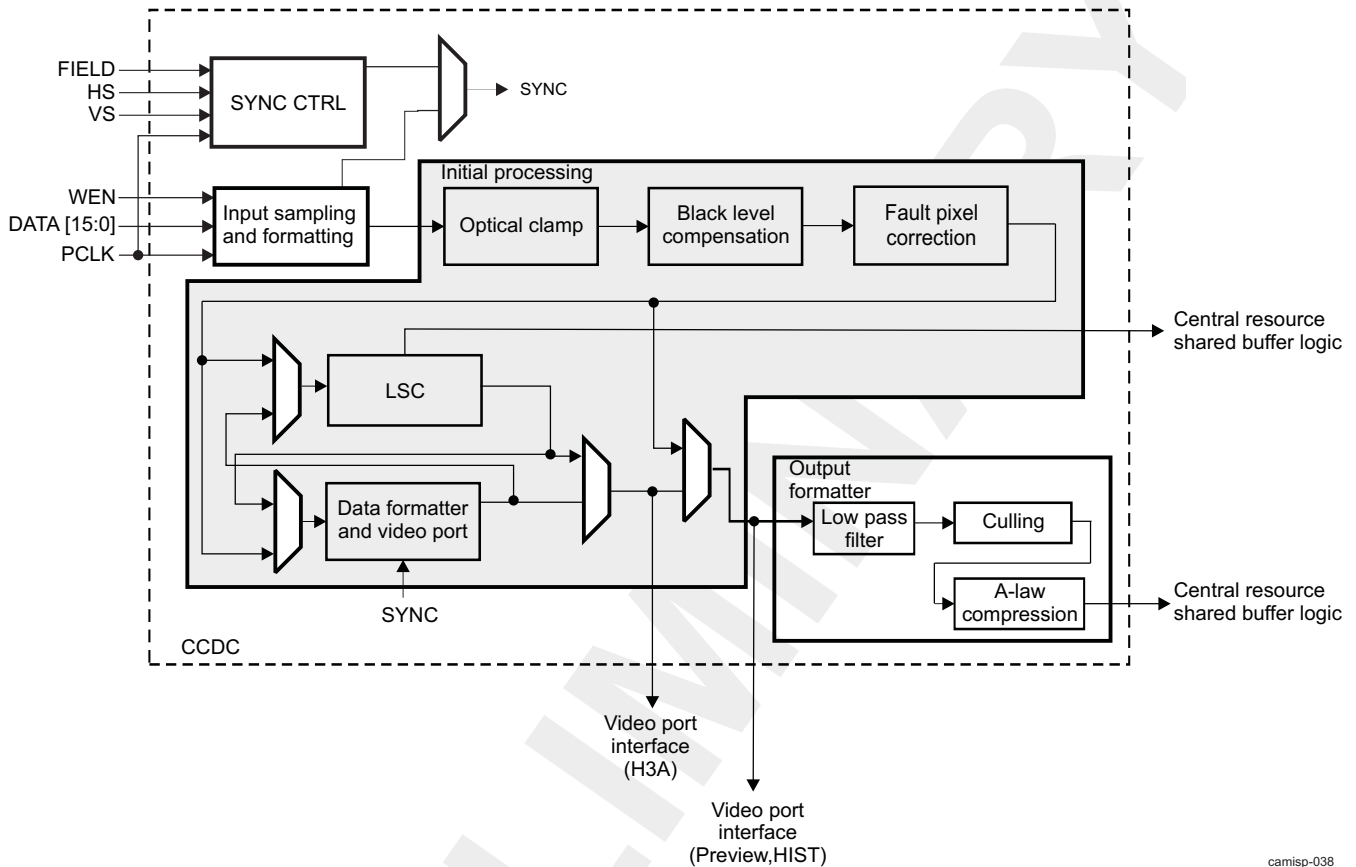 FIELD
HS
VS
SYNC CTRL
SYNC
WEN
DATA [15:0]
PCLK
Input sampling
and formatting
Initial processing
Optical clamp
Black level
compensation
Fault pixel
correction
Central resource
shared buffer logic
LSC
Data formatter
and video port
SYNC
Output
formatter
Low pass
filter
Culling
A-law
compression
Central resource
shared buffer logic
CCDC
Video port
interface
(H3A)
Video port
interface
(Preview,HIST)
camisp-038